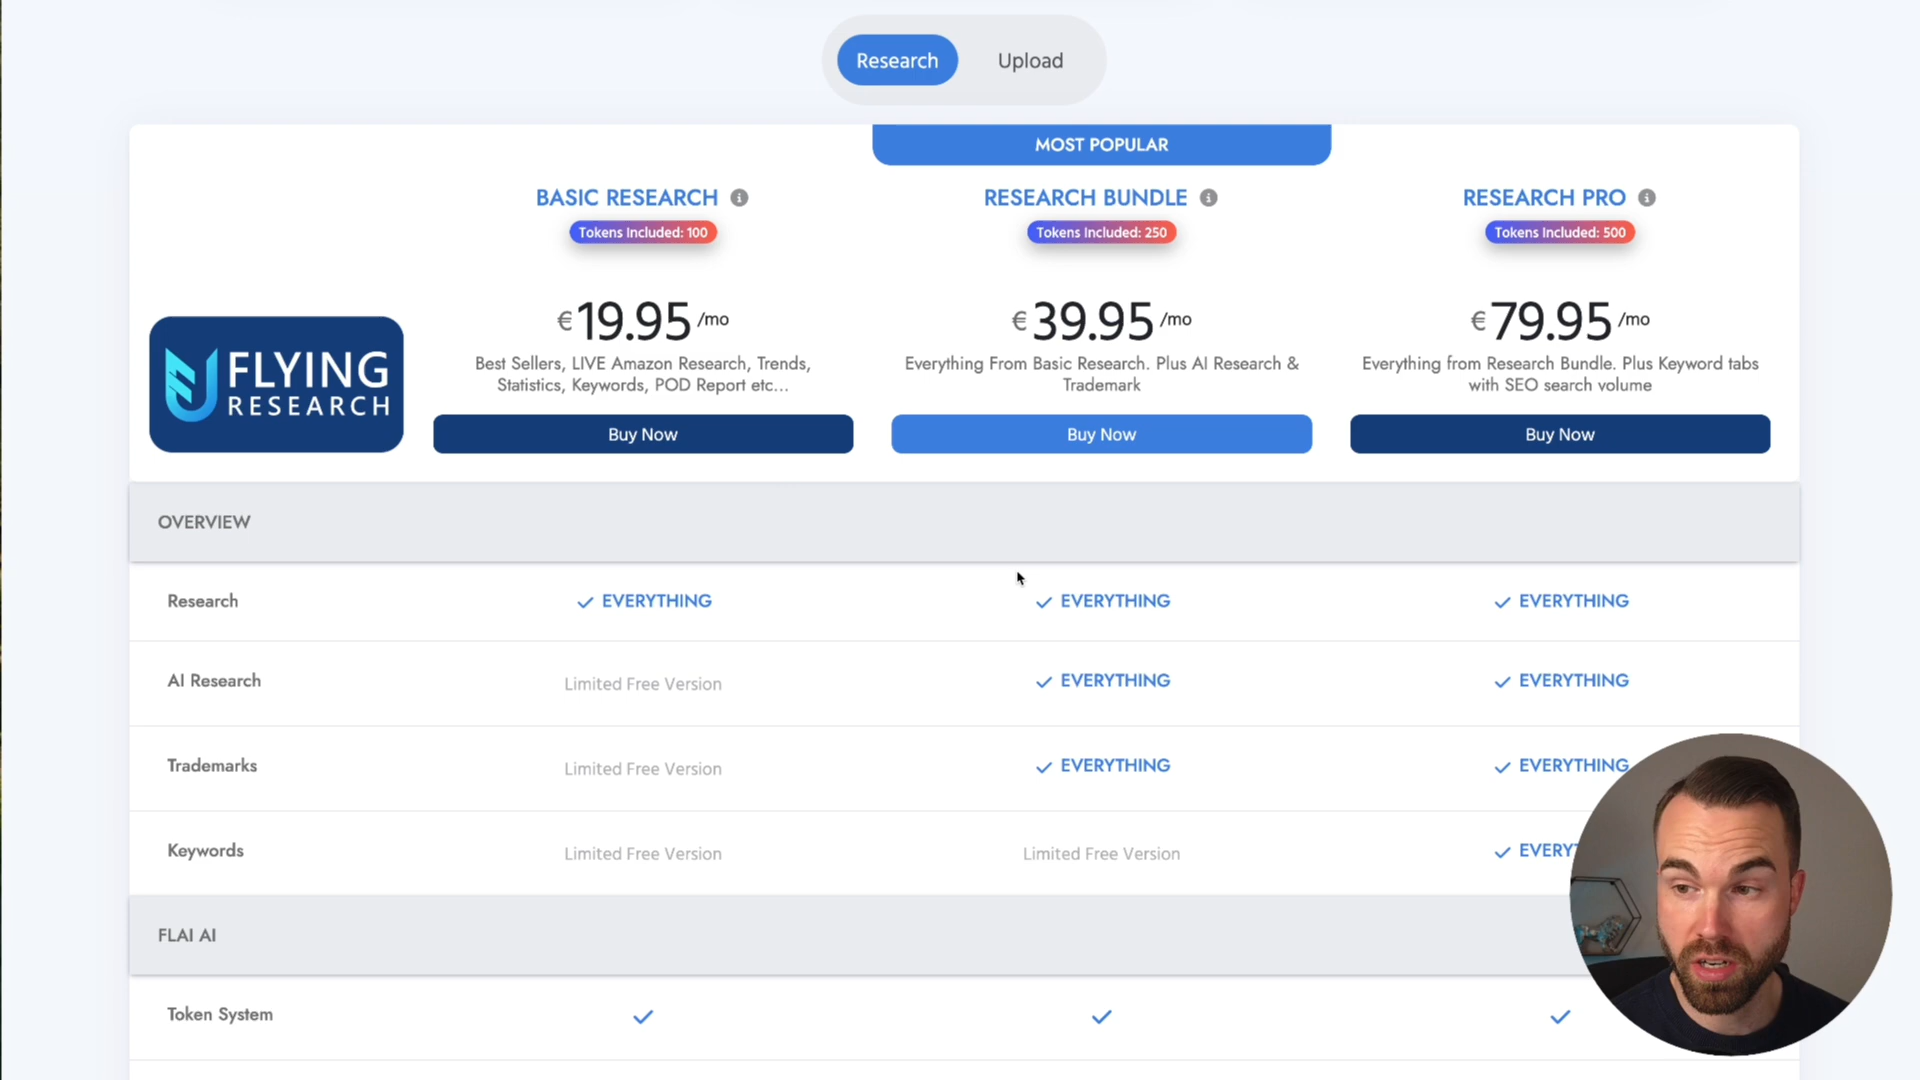 Research Upload
MOST POPULAR
BASIC RESEARCH
Tokens Included: 100
€19.95 /mo
Best Sellers, LIVE Amazon Research, Trends,
Statistics, Keywords, POD Report etc...
Buy Now
RESEARCH BUNDLE
Tokens Included: 250
€39.95 /mo
Everything From Basic Research. Plus AI Research &
Trademark
Buy Now
RESEARCH PRO
Tokens Included: 500
€79.95 /mo
Everything from Research Bundle. Plus Keyword tabs
with SEO search volume
Buy Now
FLYING
RESEARCH
OVERVIEW
Research EVERYTHING EVERYTHING EVERYTHING
AI Research Limited Free Version EVERYTHING EVERYTHING
Trademarks Limited Free Version EVERYTHING EVERYTHING
Keywords Limited Free Version Limited Free Version EVERY
FLAI AI
Token System